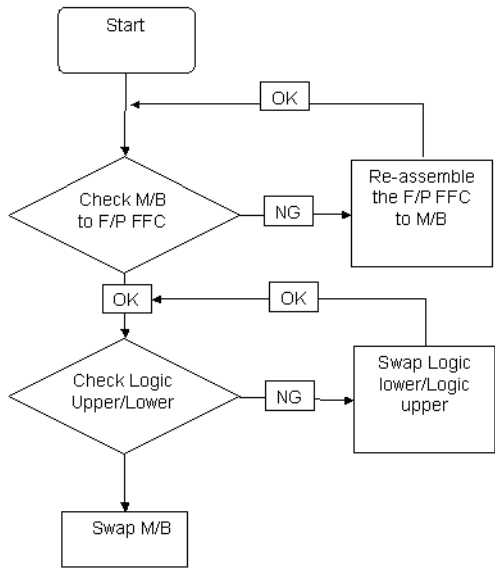 Start
OK
Check M/B
to F/P FFC
NG
Re-assemble
the F/P FFC
to M/B
OK
OK
Check Logic
Upper/Lower
NG
Swap Logic
lower/Logic
upper
Swap M/B